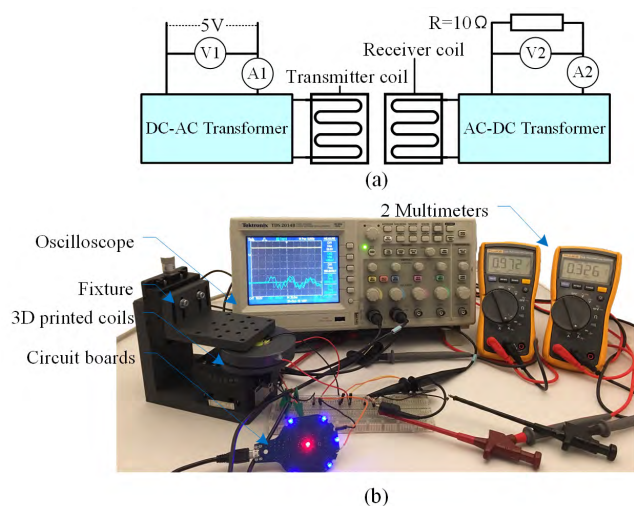 5V
V1
A1
Transmitter coil
DC-AC Transformer
R=10 Ω
Receiver coil
V2
A2
AC-DC Transformer
(a)
2 Multimeters
Oscilloscope
Fixture
3D printed coils
Circuit boards
Tektronix
0.972
0.326
(b)